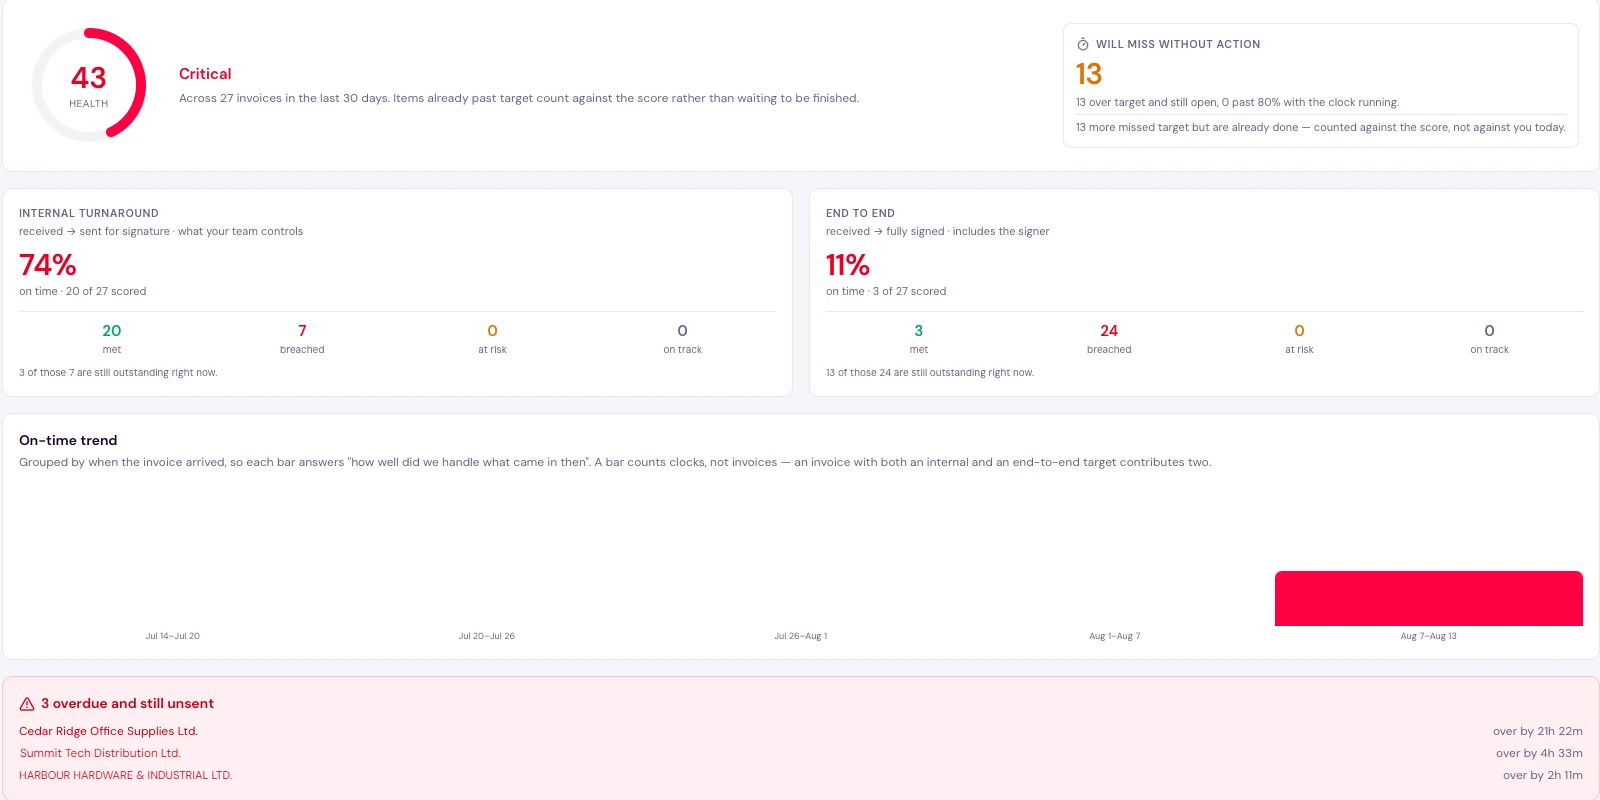 43
HEALTH
Critical
Across 27 invoices in the last 30 days. Items already past target count against the score rather than waiting to be finished.
WILL MISS WITHOUT ACTION
13
13 over target and still open, 0 past 80% with the clock running.
13 more missed target but are already done — counted against the score, not against you today.
INTERNAL TURNAROUND
received → sent for signature · what your team controls
74%
on time · 20 of 27 scored
20 7 0 0
met breached at risk on track
3 of those 7 are still outstanding right now.
END TO END
received → fully signed · includes the signer
11%
on time · 3 of 27 scored
3 24 0 0
met breached at risk on track
13 of those 24 are still outstanding right now.
On-time trend
Grouped by when the invoice arrived, so each bar answers "how well did we handle what came in then". A bar counts clocks, not invoices — an invoice with both an internal and an end-to-end target contributes two.
Jul 14–Jul 20 Jul 20–Jul 26 Jul 26–Aug 1 Aug 1–Aug 7 Aug 7–Aug 13
3 overdue and still unsent
Cedar Ridge Office Supplies Ltd. over by 21h 22m
Summit Tech Distribution Ltd. over by 4h 33m
HARBOUR HARDWARE & INDUSTRIAL LTD. over by 2h 11m